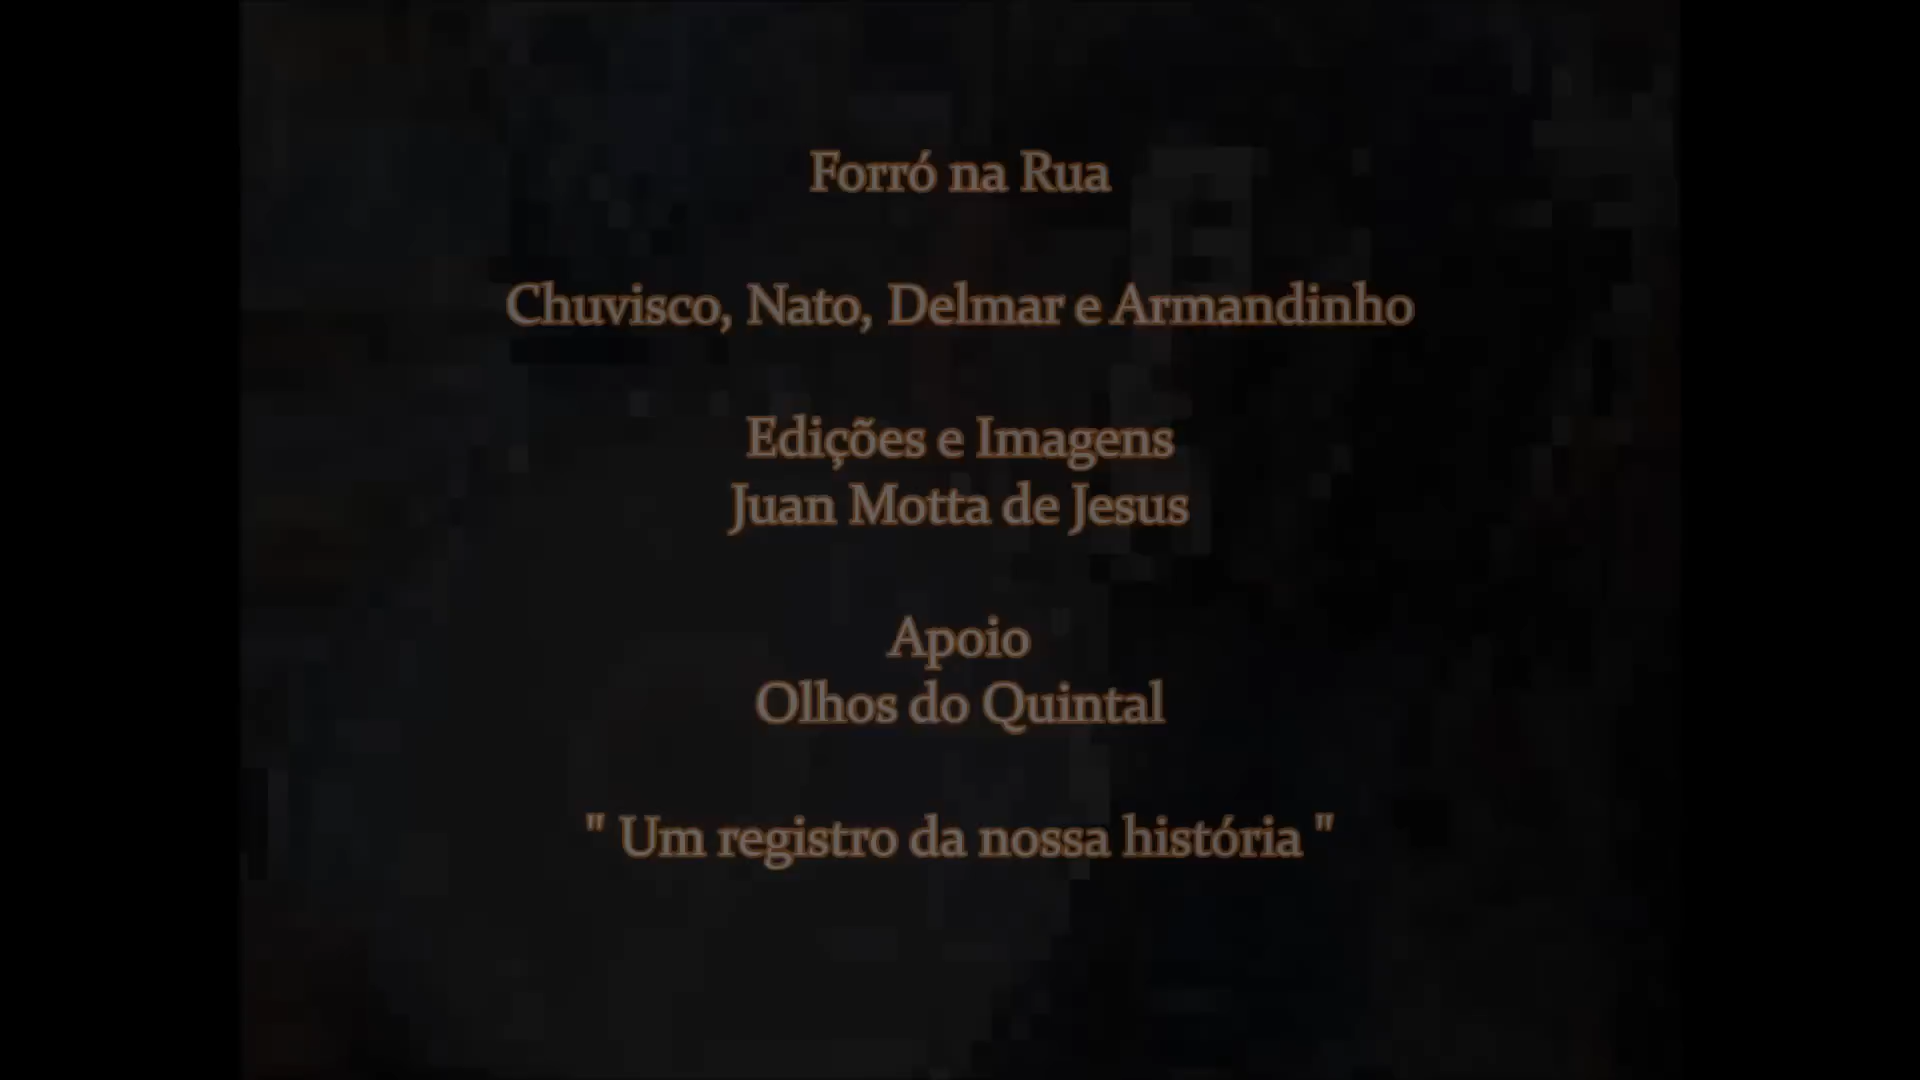 Forró na Rua
Chuvisco, Nato, Delmar e Armandinho
Edições e Imagens
Juan Motta de Jesus
Apoio
Olhos do Quintal
" Um registro da nossa história "